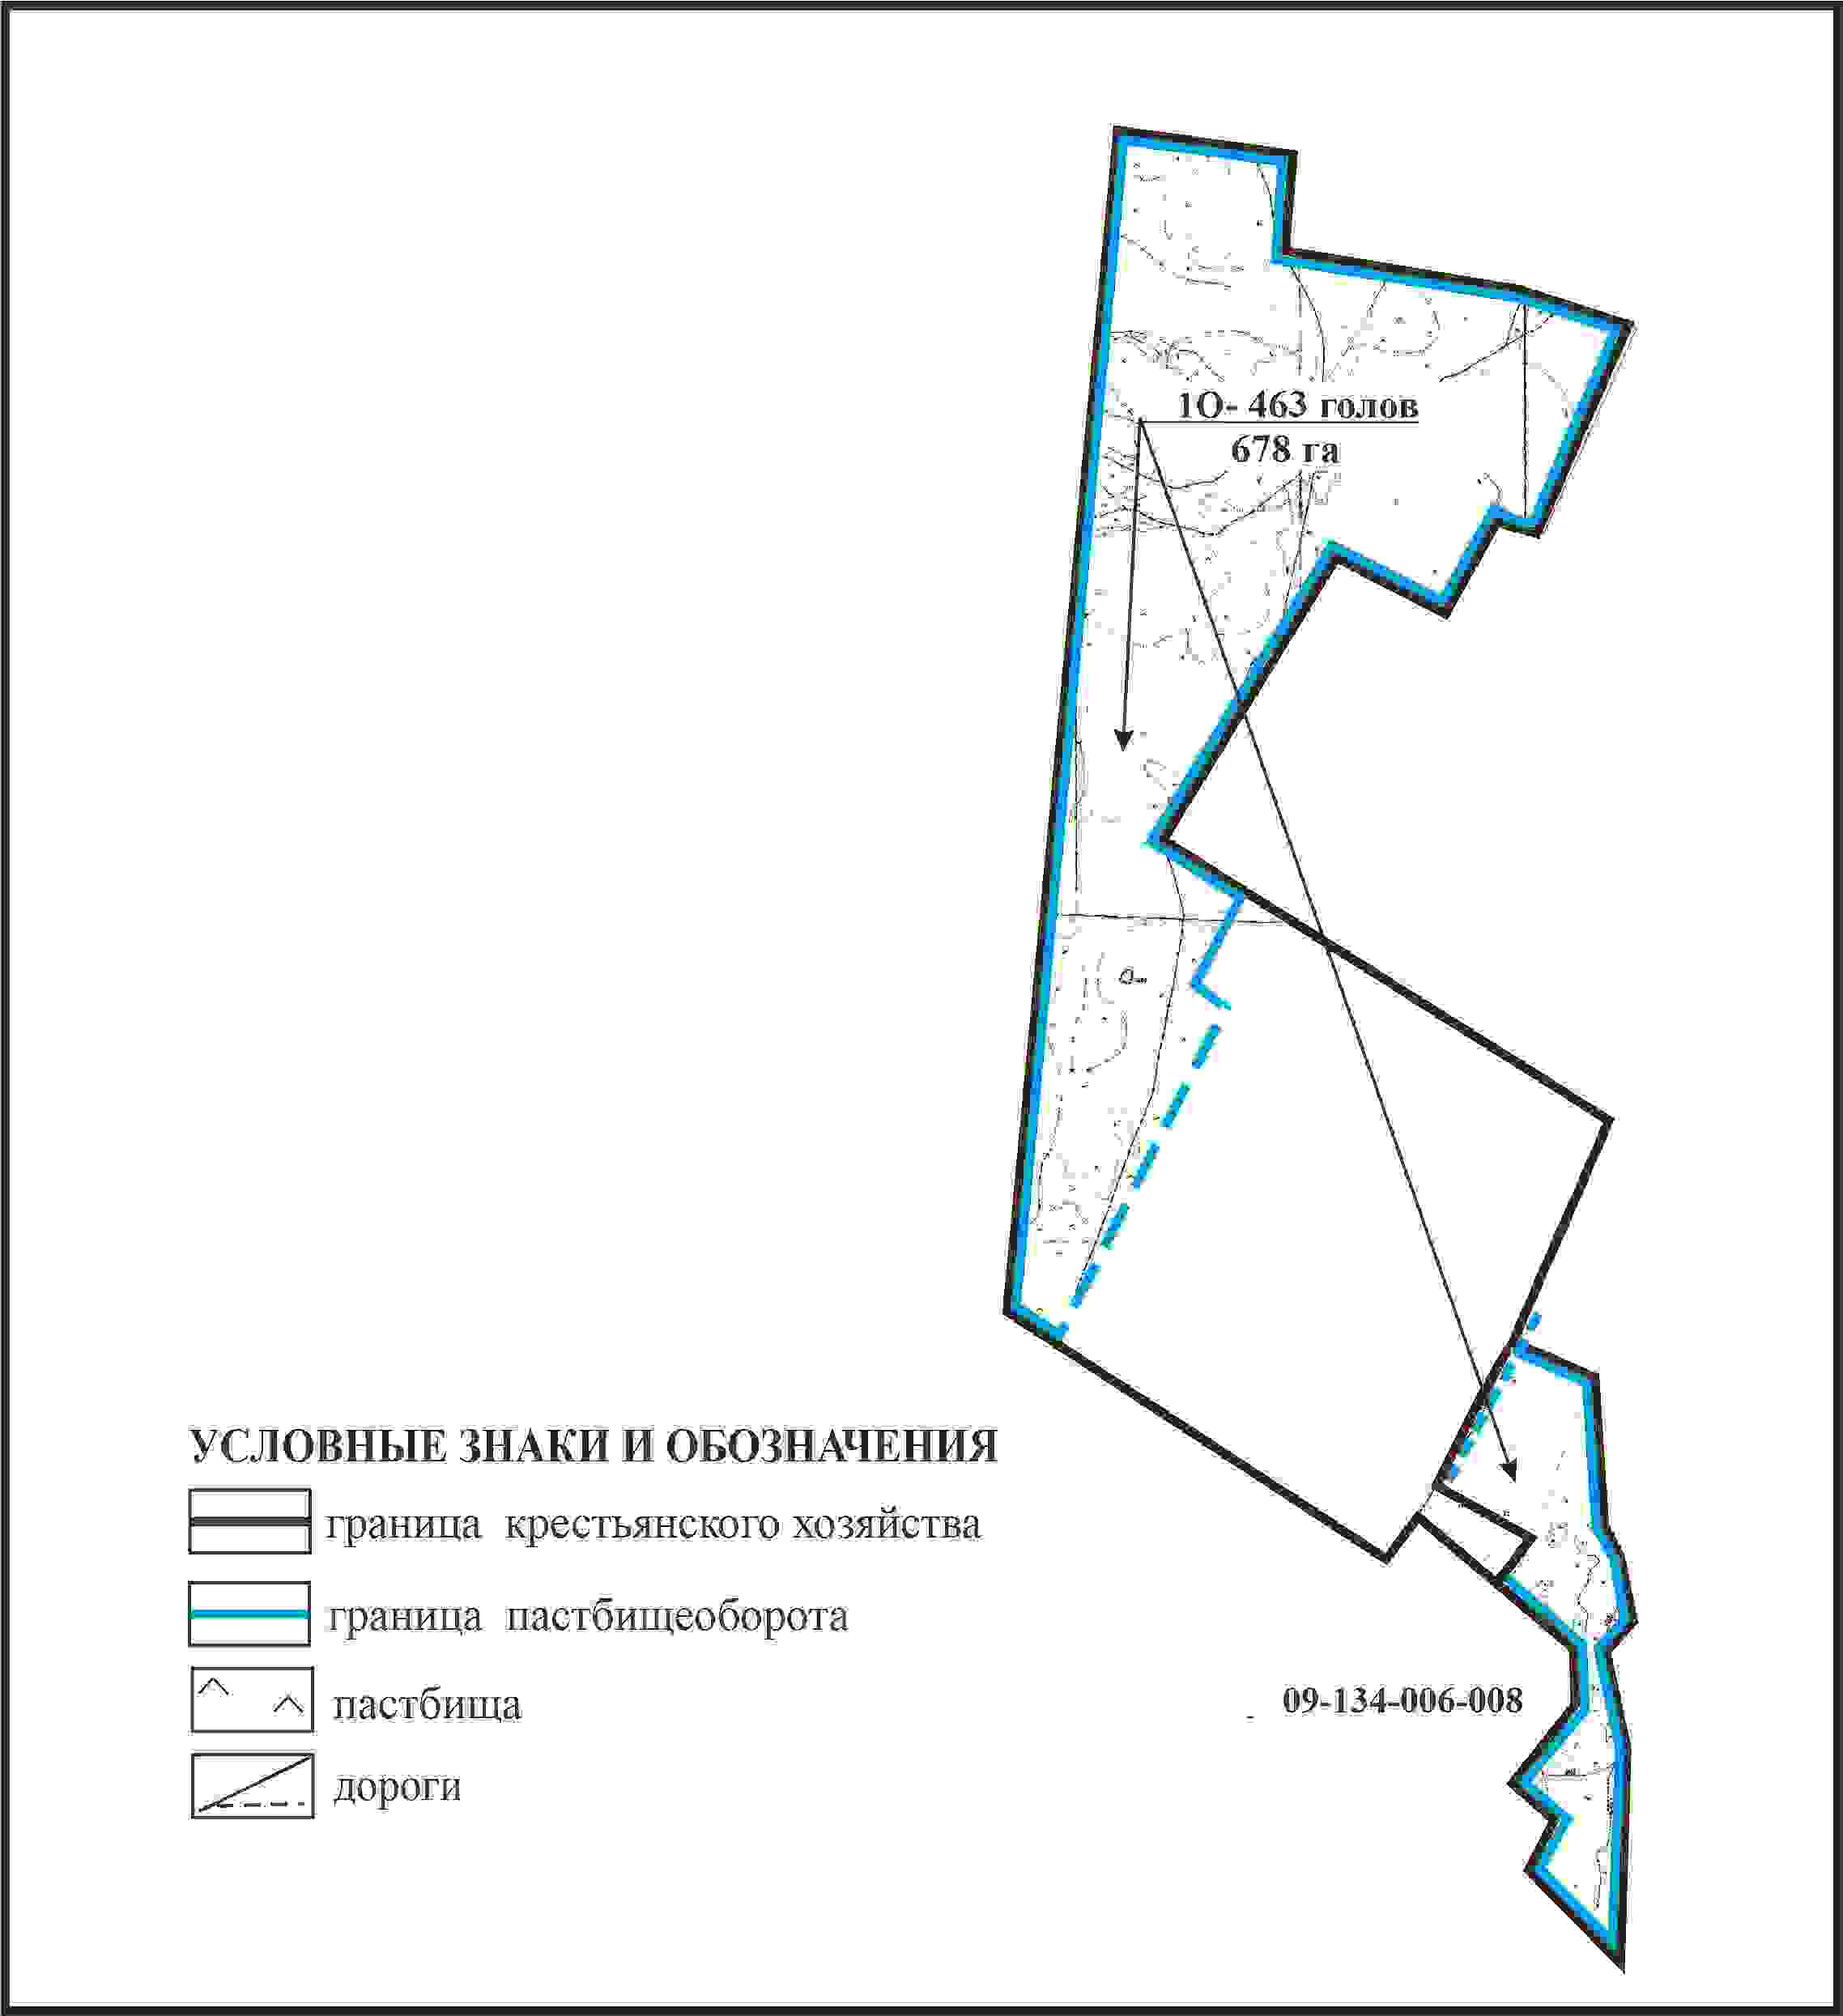 1О- 463 голов
678 га
УСЛОВНЫЕ ЗНАКИ И ОБОЗНАЧЕНИЯ
граница крестьянского хозяйства
граница пастбищеоборота
пастбища
дороги
09-134-006-008